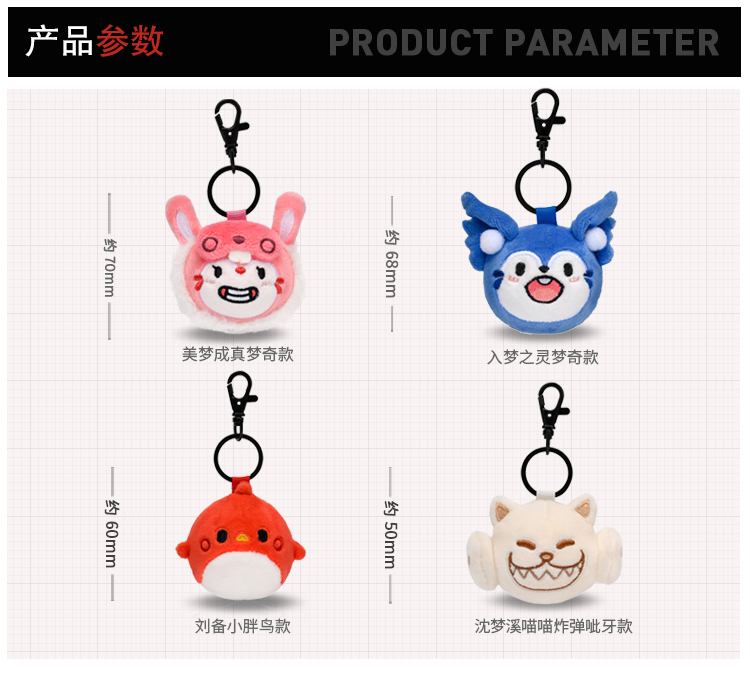 产品参数 PRODUCT PARAMETER
约 70mm
约 68mm
美梦成真梦奇款
入梦之灵梦奇款
约 60mm
约 50mm
刘备小胖鸟款
沈梦溪喵喵炸弹呲牙款